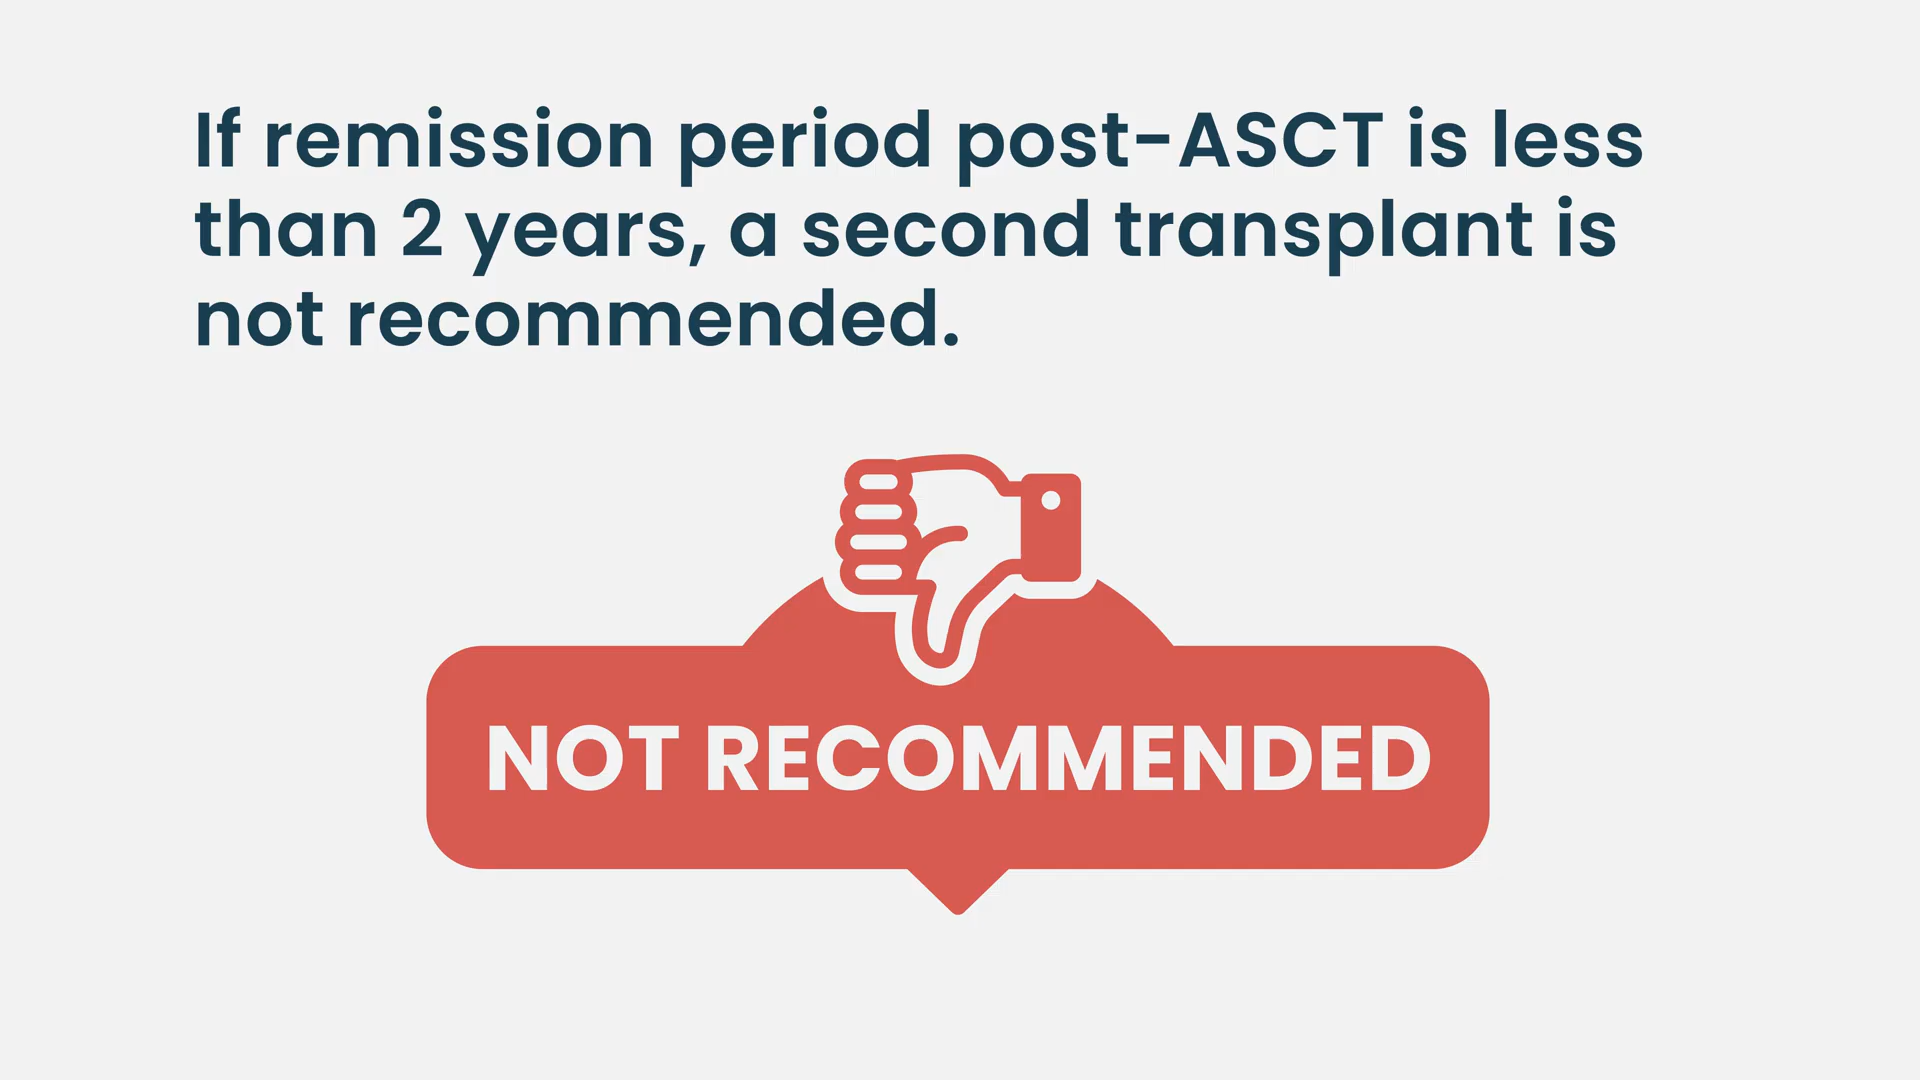 If remission period post-ASCT is less
than 2 years, a second transplant is
not recommended.
NOT RECOMMENDED